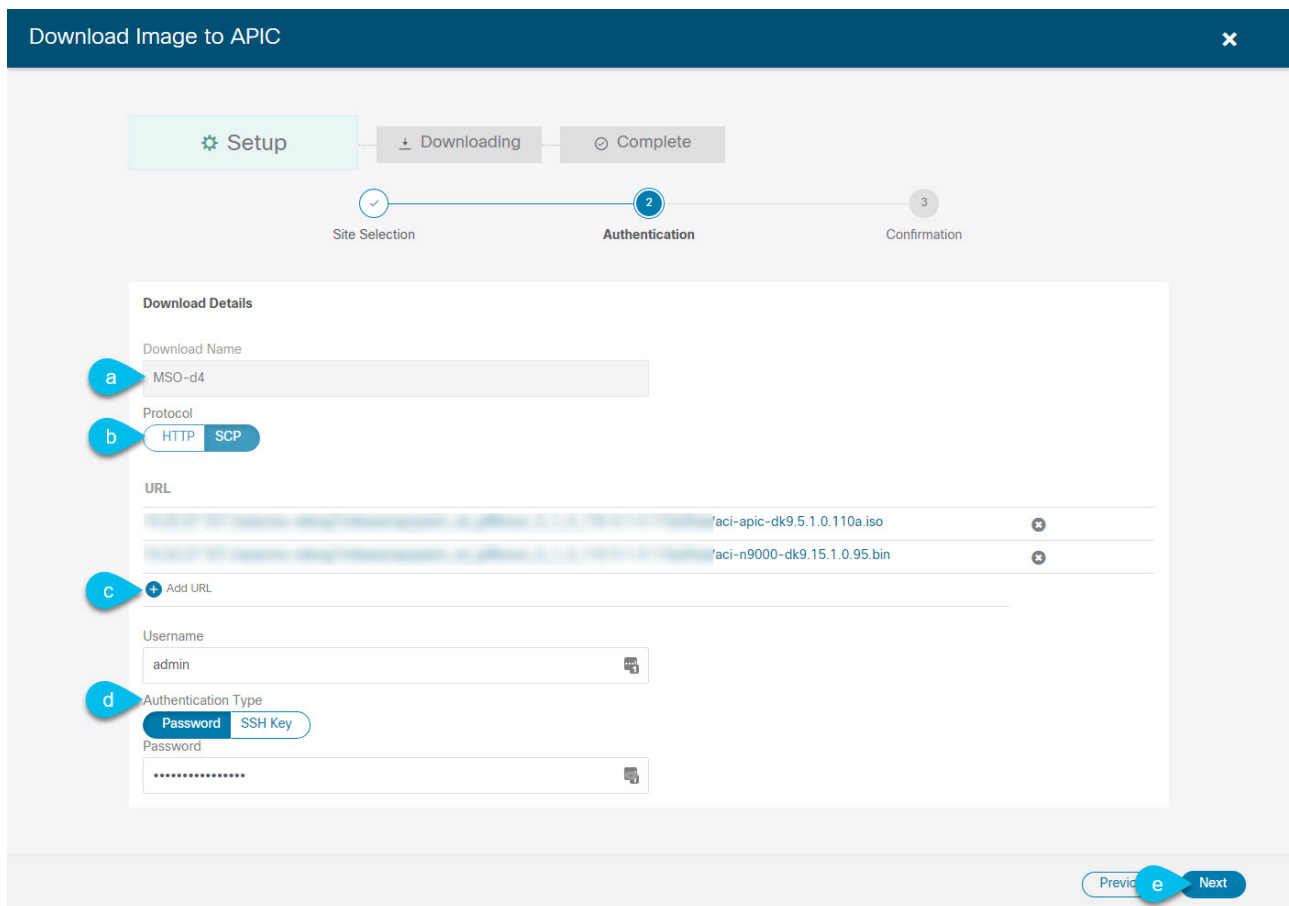 Download Image to APIC
Setup
Downloading
Complete
2
3
Site Selection
Authentication
Confirmation
Download Details
Download Name
a
MSO-d4
Protocol
b
HTTP
SCP
URL
/aci-apic-dk9.5.1.0.110a.iso
/aci-n9000-dk9.15.1.0.95.bin
c
Add URL
Username
admin
d
Authentication Type
Password
SSH Key
Password
••••••••••••••••
e
Next